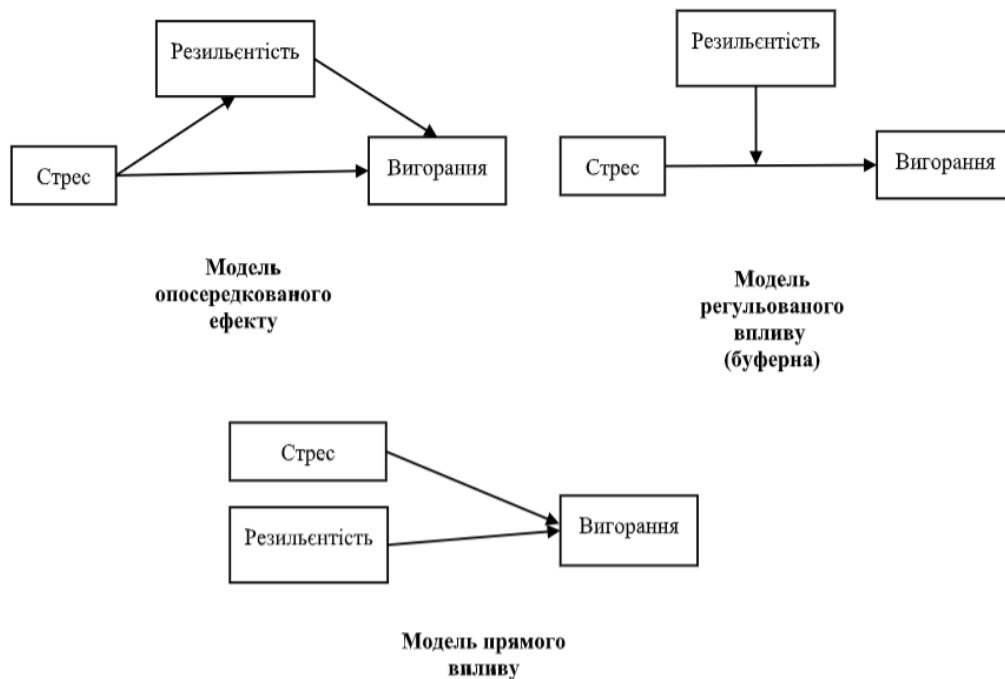 Резильєнтість
Стрес
Вигорання
Модель
опосередкованого
ефекту
Резильєнтість
Стрес
Вигорання
Модель
регульованого
впливу
(буферна)
Стрес
Резильєнтість
Вигорання
Модель прямого
впливу